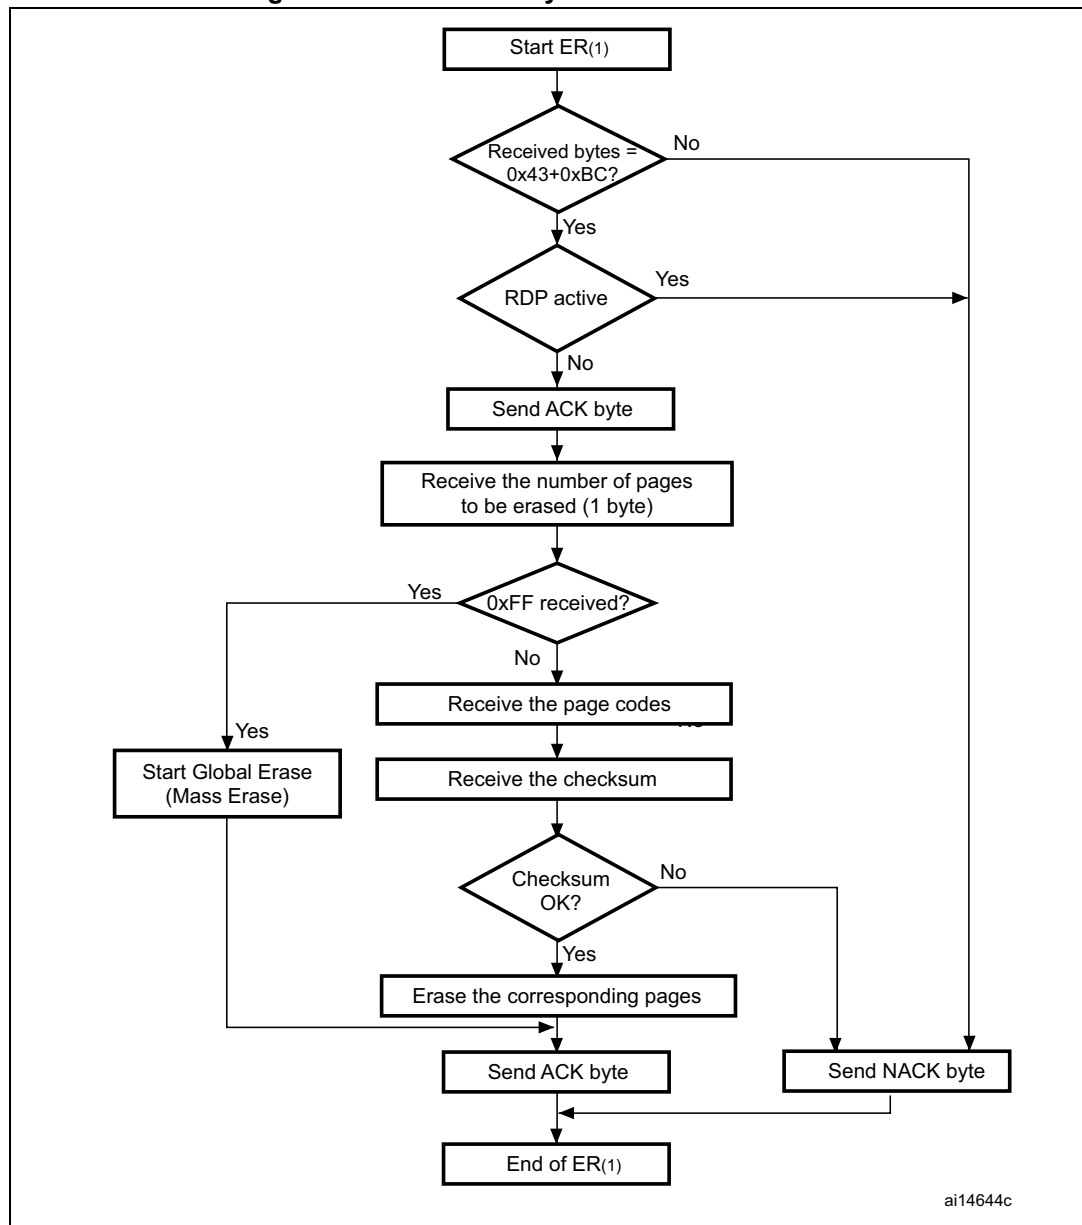 Start ER(1)
Received bytes =
0x43+0xBC?
No
Yes
RDP active
Yes
No
Send ACK byte
Receive the number of pages
to be erased (1 byte)
Yes
0xFF received?
No
Receive the page codes
Yes
Start Global Erase
(Mass Erase)
Receive the checksum
Checksum
OK?
No
Yes
Erase the corresponding pages
Send ACK byte
Send NACK byte
End of ER(1)
ai14644c